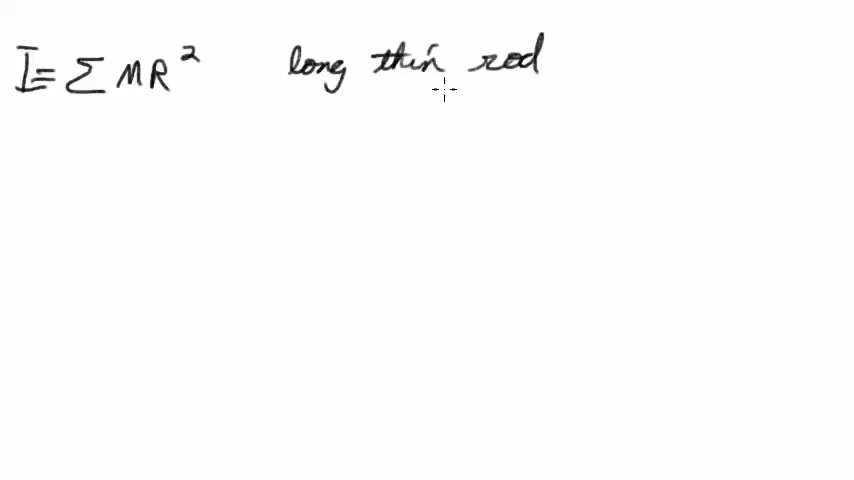 I = Σ MR² long thin rod